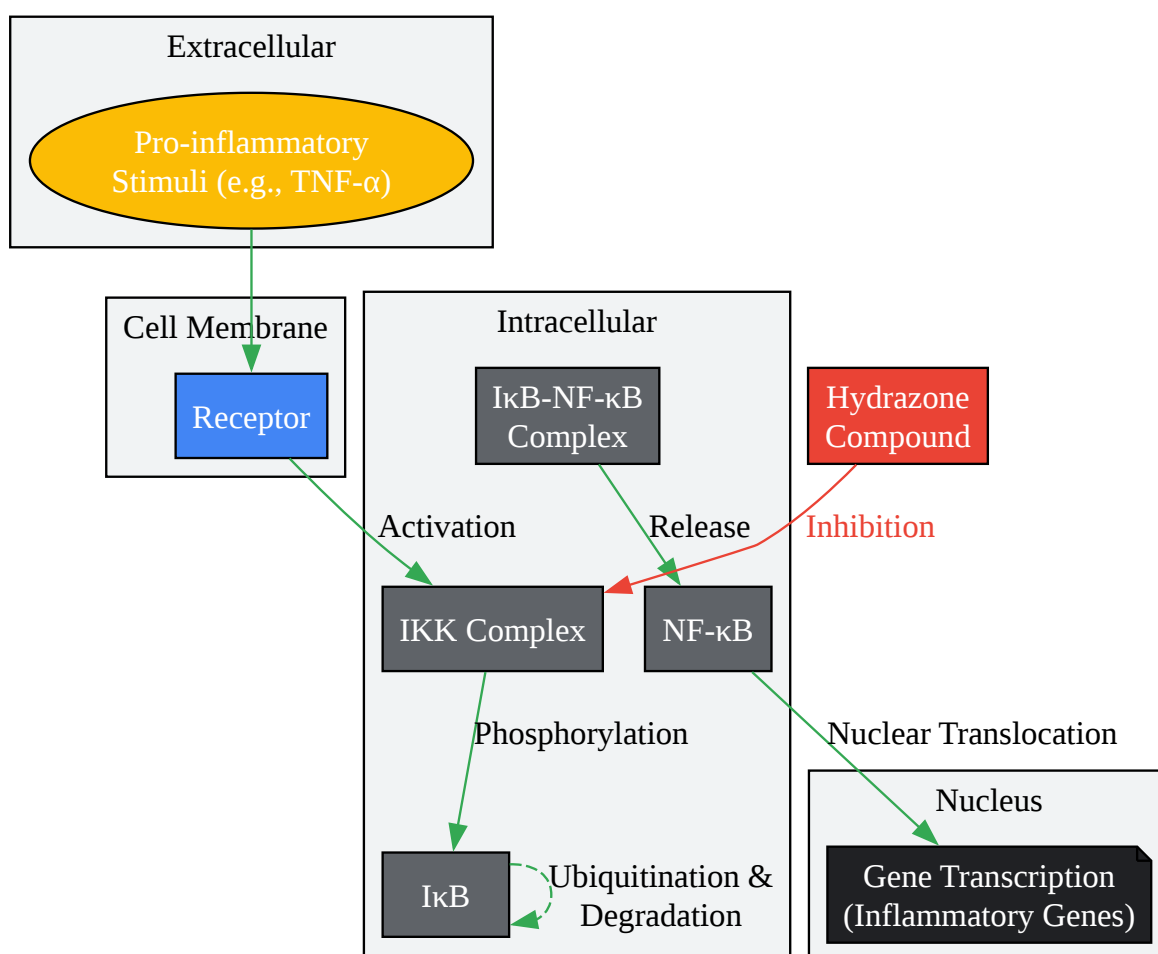 Extracellular
Pro-inflammatory
Stimuli (e.g., TNF-α)
Cell Membrane
Receptor
Intracellular
IκB-NF-κB
Complex
Hydrazone
Compound
Activation
Release
Inhibition
IKK Complex
NF-κB
Phosphorylation
Nuclear Translocation
Nucleus
IκB
Ubiquitination &
Degradation
Gene Transcription
(Inflammatory Genes)